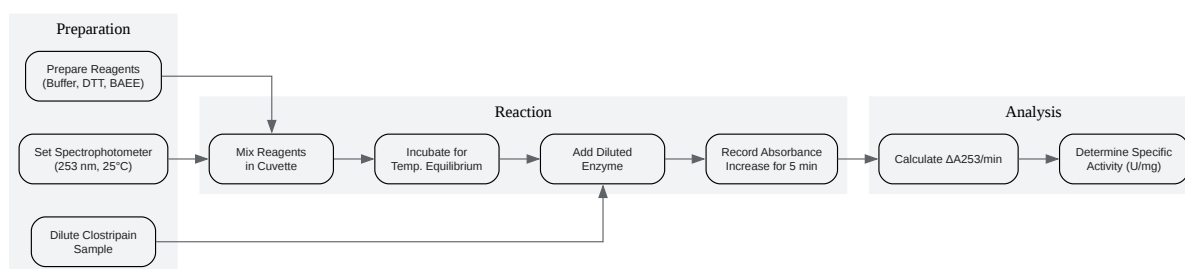 Preparation
Prepare Reagents
(Buffer, DTT, BAEE)
Set Spectrophotometer
(253 nm, 25°C)
Dilute Clostripain
Sample
Reaction
Mix Reagents
in Cuvette
Incubate for
Temp. Equilibrium
Add Diluted
Enzyme
Record Absorbance
Increase for 5 min
Analysis
Calculate ΔA253/min
Determine Specific
Activity (U/mg)